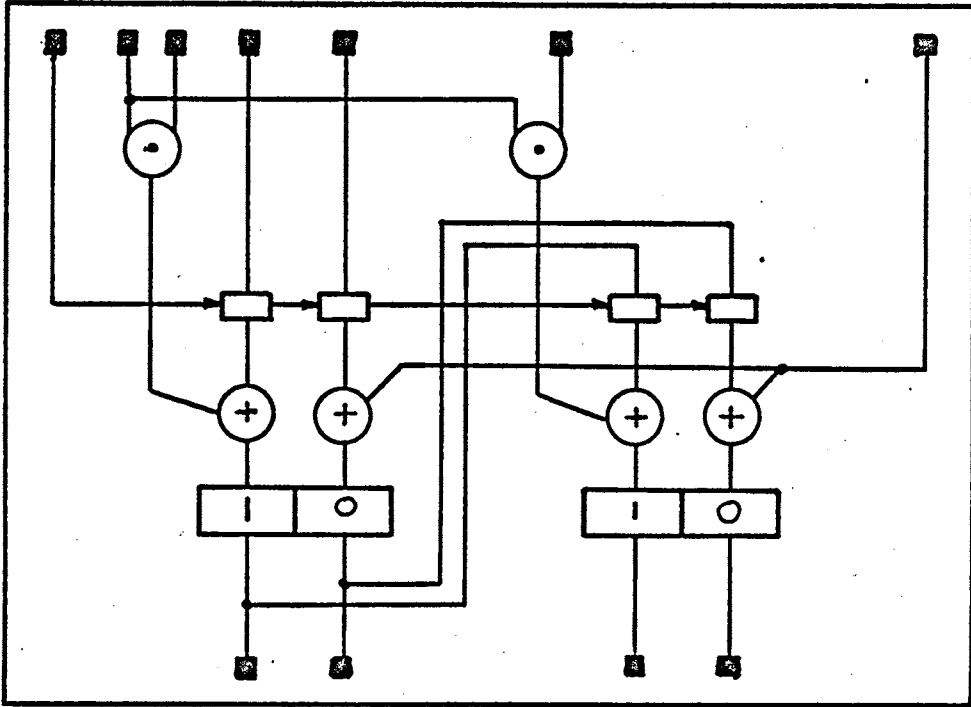 • •
+ + + +
1 0 1 0